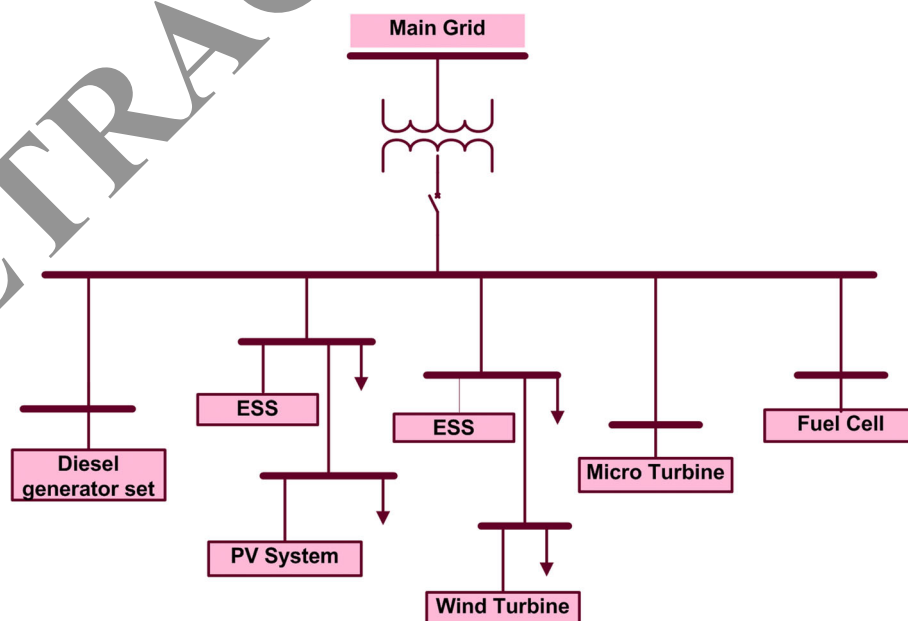 Main Grid
ESS
ESS
Fuel Cell
Diesel
generator set
Micro Turbine
PV System
Wind Turbine